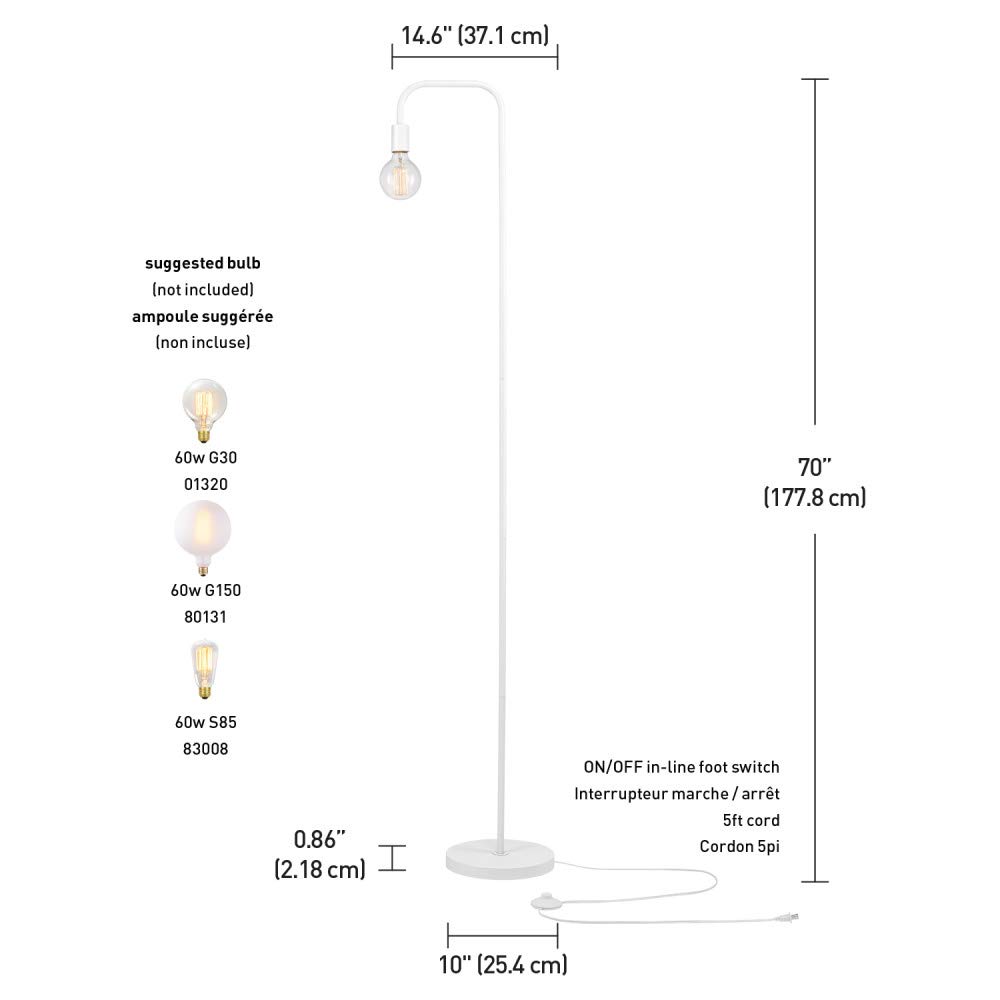 14.6" (37.1 cm)
suggested bulb
(not included)
ampoule suggérée
(non incluse)
60w G30
01320
60w G150
80131
60w S85
83008
70”
(177.8 cm)
ON/OFF in-line foot switch
Interrupteur marche / arrêt
5ft cord
Cordon 5pi
0.86”
(2.18 cm)
10" (25.4 cm)